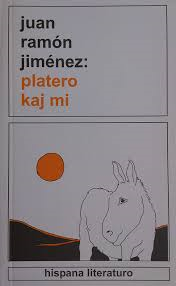 juan
ramón
jiménez:
platero
kaj mi
hispana literaturo